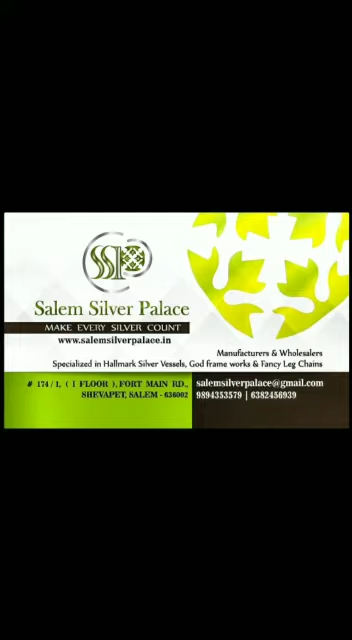 SSP
Salem Silver Palace
MAKE EVERY SILVER COUNT
www.salemsilverpalace.in
Manufacturers & Wholesalers
Specialized in Hallmark Silver Vessels, God frame works & Fancy Leg Chains
# 174 / 1, ( I FLOOR ), FORT MAIN RD.,
SHEVAPET, SALEM - 636002
salemsilverpalace@gmail.com
9894353579 | 6382456939